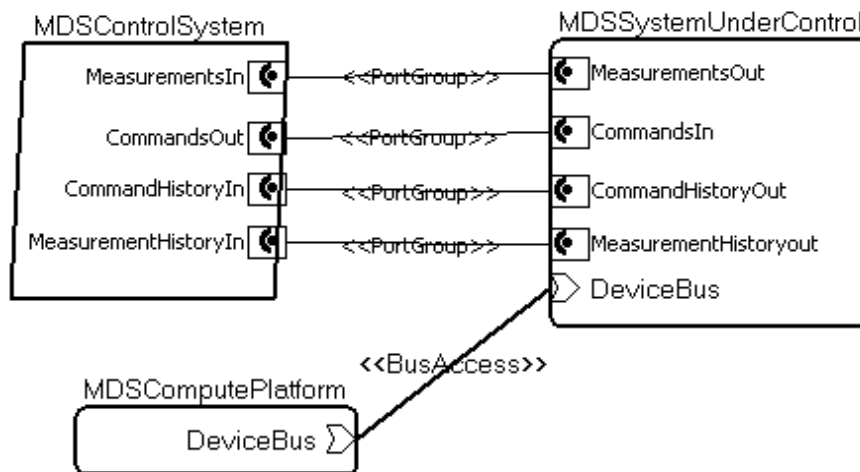 MDSControlSystem
MDSSystemUnderControl
MeasurementsIn <<PortGroup>> MeasurementsOut
CommandsOut <<PortGroup>> CommandsIn
CommandHistoryIn <<PortGroup>> CommandHistoryOut
MeasurementHistoryIn <<PortGroup>> MeasurementHistoryout
DeviceBus
<<BusAccess>>
MDSComputePlatform
DeviceBus